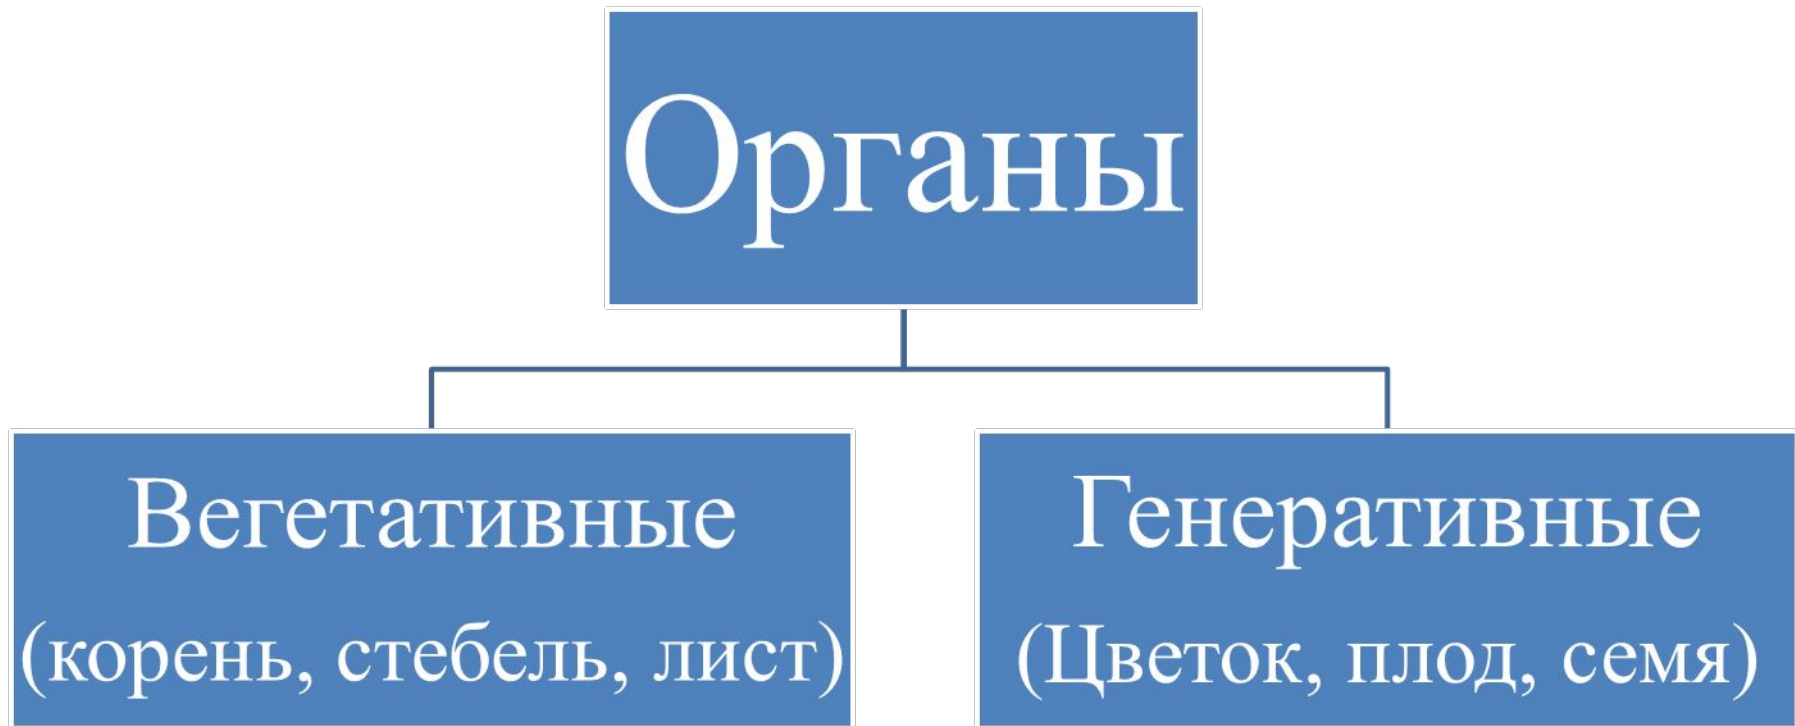 Органы
Вегетативные
(корень, стебель, лист)
Генеративные
(Цветок, плод, семя)